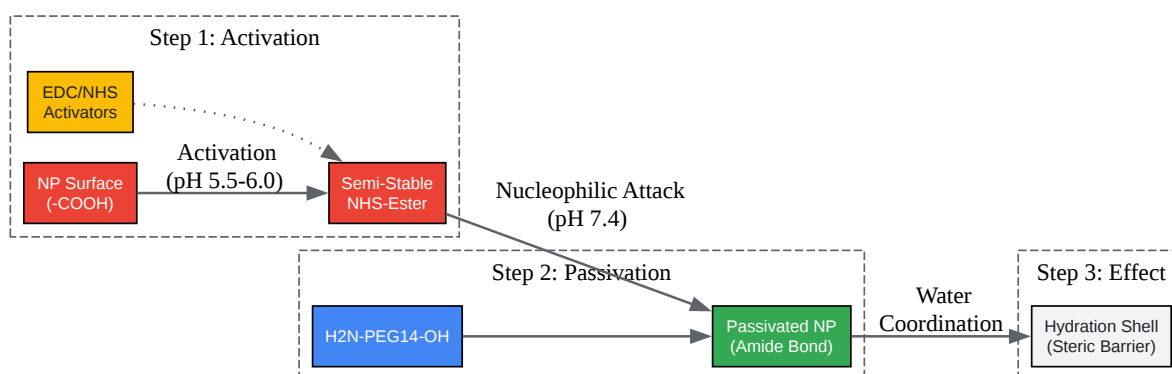 Step 1: Activation
EDC/NHS
Activators
Activation
(pH 5.5-6.0)
NP Surface
(-COOH)
Semi-Stable
NHS-Ester
Nucleophilic Attack
(pH 7.4)
Step 2: Passivation
H2N-PEG14-OH
Passivated NP
(Amide Bond)
Water
Coordination
Step 3: Effect
Hydration Shell
(Steric Barrier)